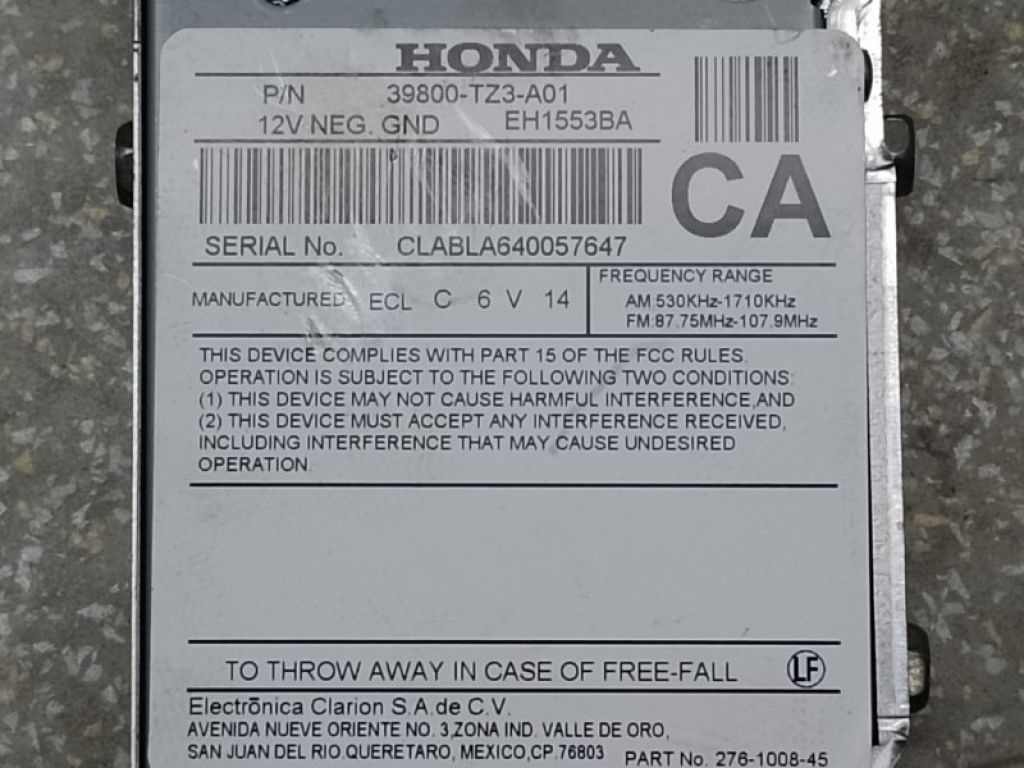 HONDA
P/N 39800-TZ3-A01
12V NEG. GND EH1553BA
CA
SERIAL No. CLABLA640057647
MANUFACTURED ECL C 6 V 14
FREQUENCY RANGE
AM:530KHz-1710KHz
FM:87.75MHz-107.9MHz
THIS DEVICE COMPLIES WITH PART 15 OF THE FCC RULES.
OPERATION IS SUBJECT TO THE FOLLOWING TWO CONDITIONS:
(1) THIS DEVICE MAY NOT CAUSE HARMFUL INTERFERENCE,AND
(2) THIS DEVICE MUST ACCEPT ANY INTERFERENCE RECEIVED,
INCLUDING INTERFERENCE THAT MAY CAUSE UNDESIRED
OPERATION.
TO THROW AWAY IN CASE OF FREE-FALL LF
Electrōnica Clarion S.A.de C.V.
AVENIDA NUEVE ORIENTE NO. 3,ZONA IND. VALLE DE ORO,
SAN JUAN DEL RIO QUERETARO, MEXICO,CP.76803
PART No. 276-1008-45